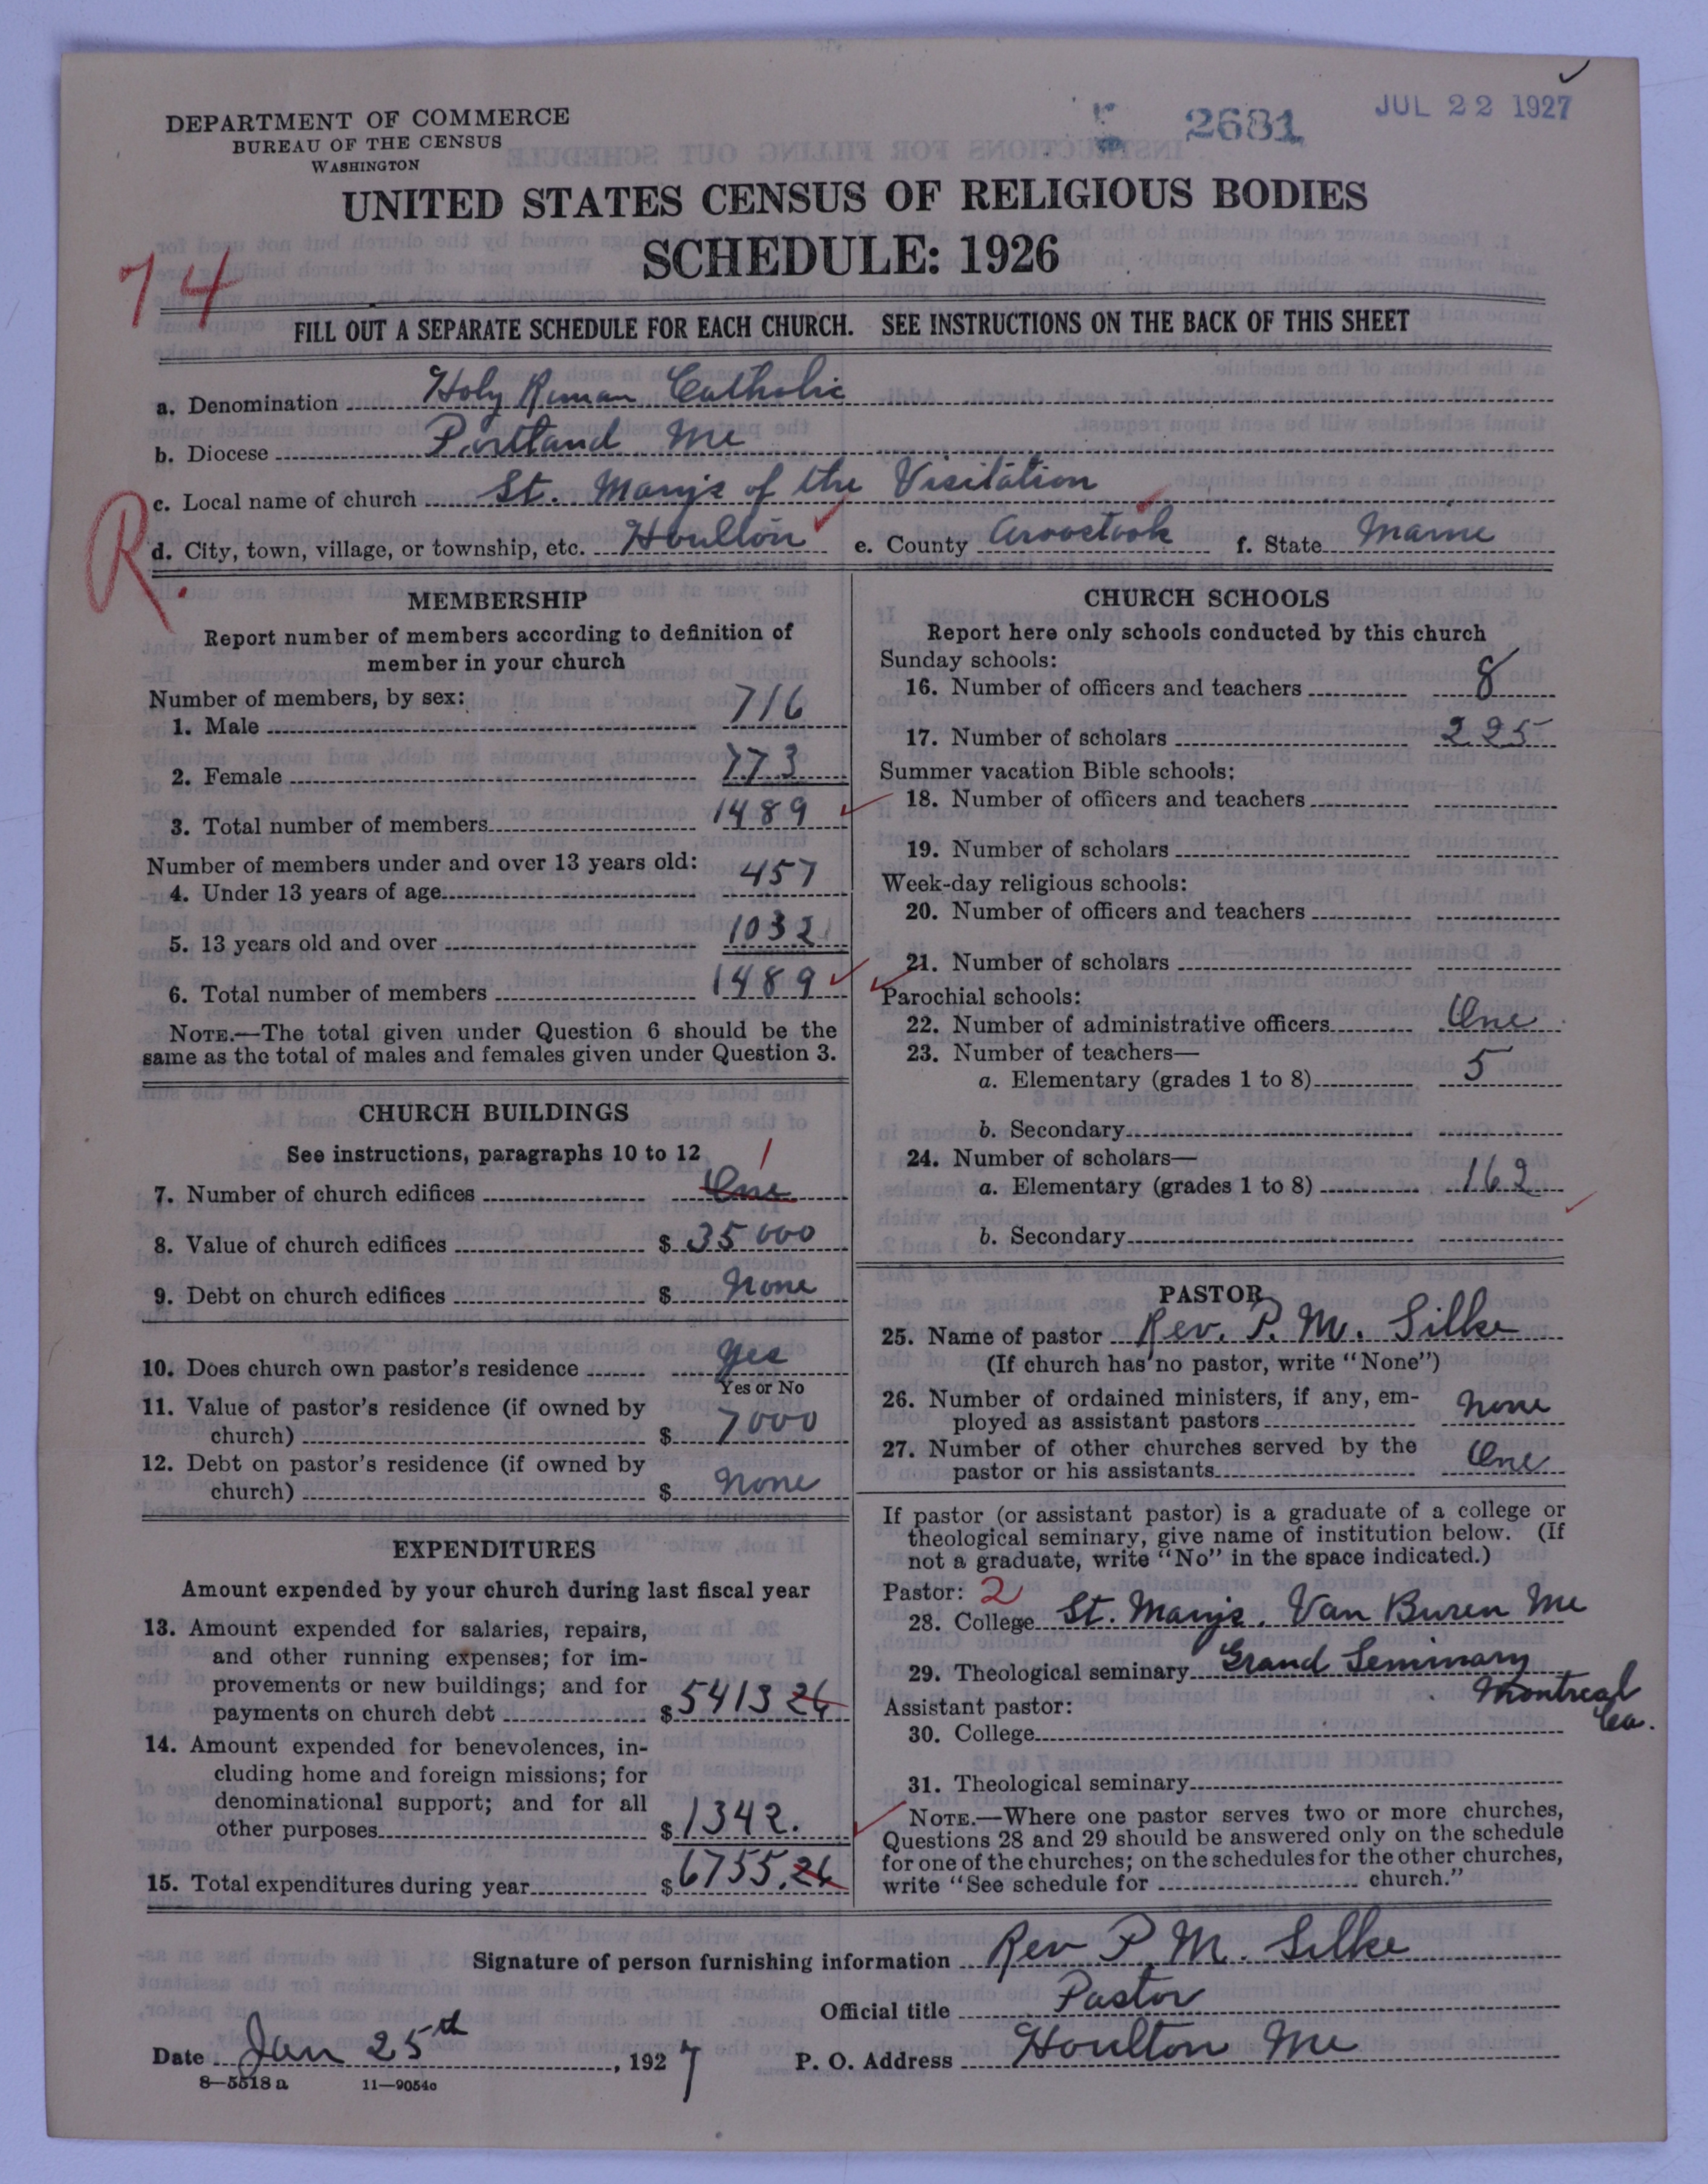 DEPARTMENT OF COMMERCE
BUREAU OF THE CENSUS
WASHINGTON
2681
JUL 22 1927
UNITED STATES CENSUS OF RELIGIOUS BODIES
SCHEDULE: 1926
74
FILL OUT A SEPARATE SCHEDULE FOR EACH CHURCH. SEE INSTRUCTIONS ON THE BACK OF THIS SHEET
a. Denomination Holy Roman Catholic
b. Diocese Portland Me
c. Local name of church St. Mary's of the Visitation
R.
d. City, town, village, or township, etc. Houlton e. County Aroostook f. State Maine
MEMBERSHIP
Report number of members according to definition of
member in your church
Number of members, by sex:
1. Male 716
2. Female 773
3. Total number of members 1489
Number of members under and over 13 years old:
4. Under 13 years of age 457
5. 13 years old and over 1032
6. Total number of members 1489
NOTE.—The total given under Question 6 should be the
same as the total of males and females given under Question 3.
CHURCH BUILDINGS
See instructions, paragraphs 10 to 12
1
7. Number of church edifices One
8. Value of church edifices $ 35000
9. Debt on church edifices $ None
10. Does church own pastor's residence Yes
Yes or No
11. Value of pastor's residence (if owned by
church) $ 7000
12. Debt on pastor's residence (if owned by
church) $ None
EXPENDITURES
Amount expended by your church during last fiscal year
13. Amount expended for salaries, repairs,
and other running expenses; for im-
provements or new buildings; and for
payments on church debt $ 5413 26
14. Amount expended for benevolences, in-
cluding home and foreign missions; for
denominational support; and for all
other purposes $ 1342.
15. Total expenditures during year $ 6755.26
CHURCH SCHOOLS
Report here only schools conducted by this church
Sunday schools:
16. Number of officers and teachers 8
17. Number of scholars 225
Summer vacation Bible schools:
18. Number of officers and teachers
19. Number of scholars
Week-day religious schools:
20. Number of officers and teachers
21. Number of scholars
Parochial schools:
22. Number of administrative officers One
23. Number of teachers—
a. Elementary (grades 1 to 8) 5
b. Secondary
24. Number of scholars—
a. Elementary (grades 1 to 8) 162
b. Secondary
PASTOR
25. Name of pastor Rev. P. M. Silke
(If church has no pastor, write "None")
26. Number of ordained ministers, if any, em-
ployed as assistant pastors None
27. Number of other churches served by the
pastor or his assistants One
If pastor (or assistant pastor) is a graduate of a college or
theological seminary, give name of institution below. (If
not a graduate, write "No" in the space indicated.)
Pastor: 2
28. College St. Mary's. Van Buren Me
29. Theological seminary Grand Seminary
Montreal
Ca.
Assistant pastor:
30. College
31. Theological seminary
NOTE.—Where one pastor serves two or more churches,
Questions 28 and 29 should be answered only on the schedule
for one of the churches; on the schedules for the other churches,
write "See schedule for church."
Signature of person furnishing information Rev P. M. Silke
Official title Pastor
Date Jan 25th, 1927 P. O. Address Houlton Me
8—5518 a 11—9054c